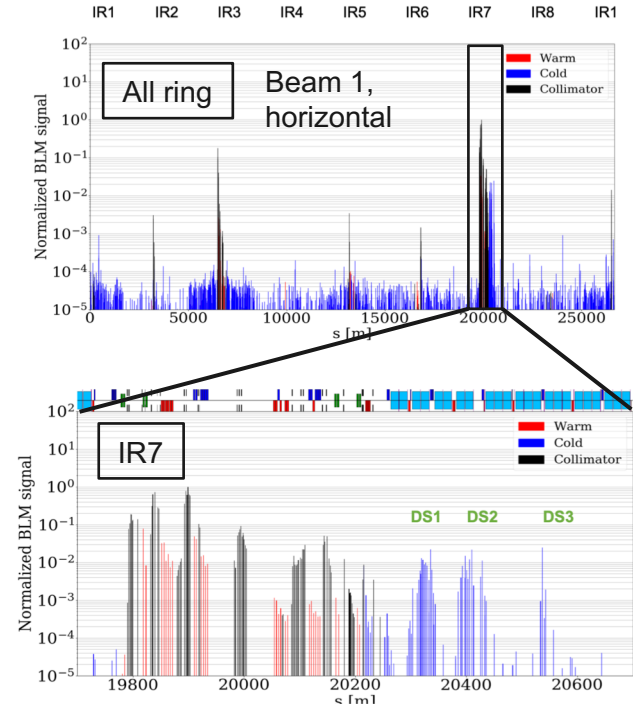 IR1 IR2 IR3 IR4 IR5 IR6 IR7 IR8 IR1
10²
10¹
10⁰
10⁻¹
10⁻²
10⁻³
10⁻⁴
10⁻⁵
Normalized BLM signal
All ring
Beam 1,
horizontal
Warm
Cold
Collimator
0 5000 10000 15000 20000 25000
s [m]
10²
10¹
10⁰
10⁻¹
10⁻²
10⁻³
10⁻⁴
10⁻⁵
Normalized BLM signal
IR7
Warm
Cold
Collimator
DS1 DS2 DS3
19800 20000 20200 20400 20600
s [m]